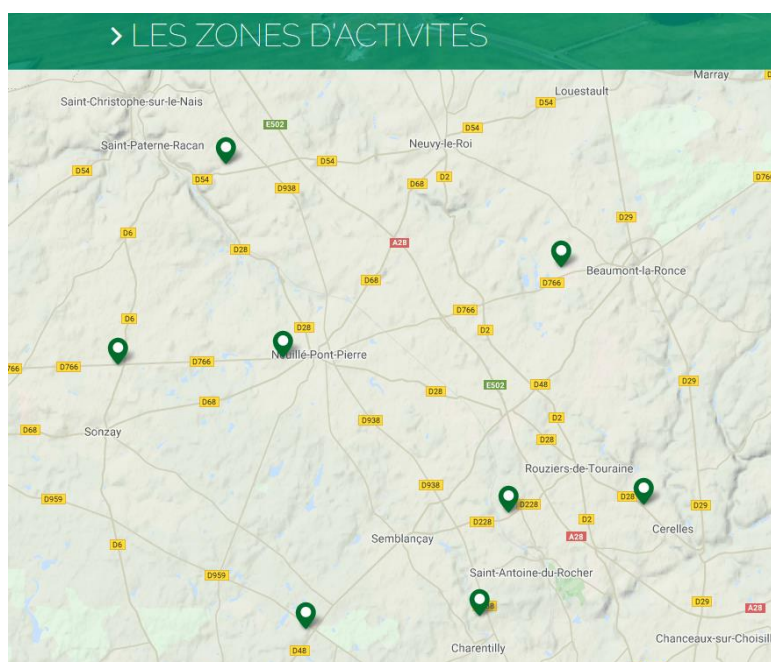 > LES ZONES D'ACTIVITÉS
Marray
D766
Louestault
Saint-Christophe-sur-le-Nais
D54
E502
D54
Saint-Paterne-Racan
Neuvy-le-Roi
D54
D54
D54
D68
D2
D938
D29
D6
D28
A28
Beaumont-la-Ronce
D68
D766
D766
D6
D28
D2
Neuillé-Pont-Pierre
D766
D766
D766
E502
D48
D29
D28
D68
D2
D938
D68
Sonzay
D28
Rouziers-de-Touraine
D938
D959
D28
D228
D29
D228
D2
Cerelles
Semblançay
A28
D6
Saint-Antoine-du-Rocher
D959
D29
A28
Chanceaux-sur-Choisill
D48
Charentilly